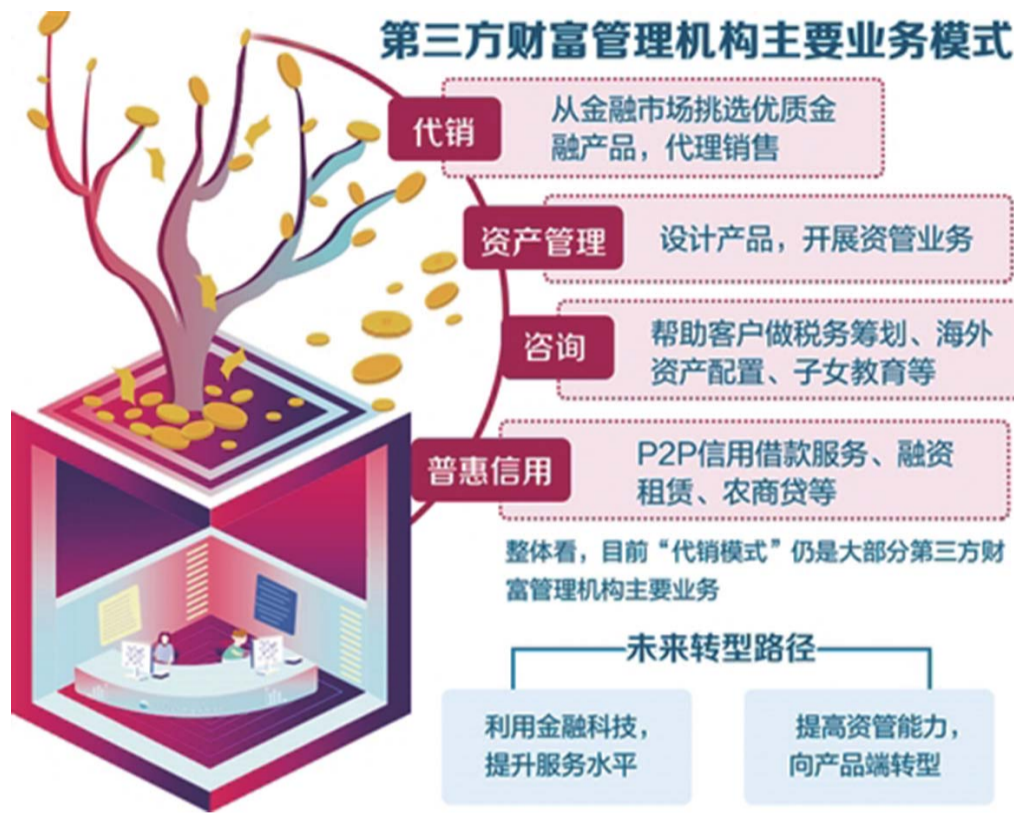 第三方财富管理机构主要业务模式
代销
从金融市场挑选优质金
融产品，代理销售
资产管理
设计产品，开展资管业务
咨询
帮助客户做税务筹划、海外
资产配置、子女教育等
普惠信用
P2P信用借款服务、融资
租赁、农商贷等
整体看，目前“代销模式”仍是大部分第三方财
富管理机构主要业务
未来转型路径
利用金融科技，
提升服务水平
提高资管能力，
向产品端转型